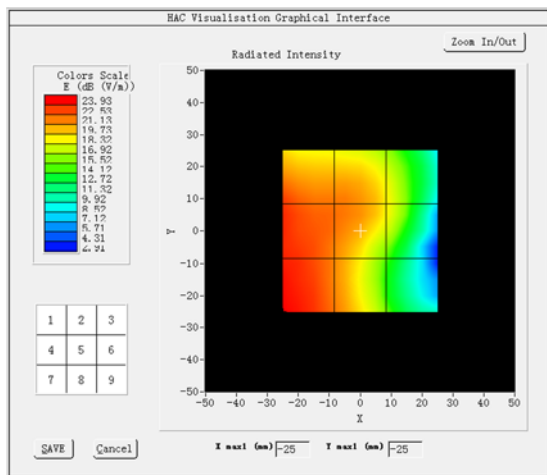 HAC Visualisation Graphical Interface
Zoom In/Out
Radiated Intensity
Colors Scale
E (dB (V/m))
23.93
22.53
21.13
19.73
18.32
16.92
15.52
14.12
12.72
11.32
9.92
8.52
7.12
5.71
4.31
2.91
50
40
30
20
10
0
-10
-20
-30
-40
-50
Y
-50 -40 -30 -20 -10 0 10 20 30 40 50
X
1 2 3
4 5 6
7 8 9
SAVE Cancel
X max1 (mm) -25 Y max1 (mm) -25